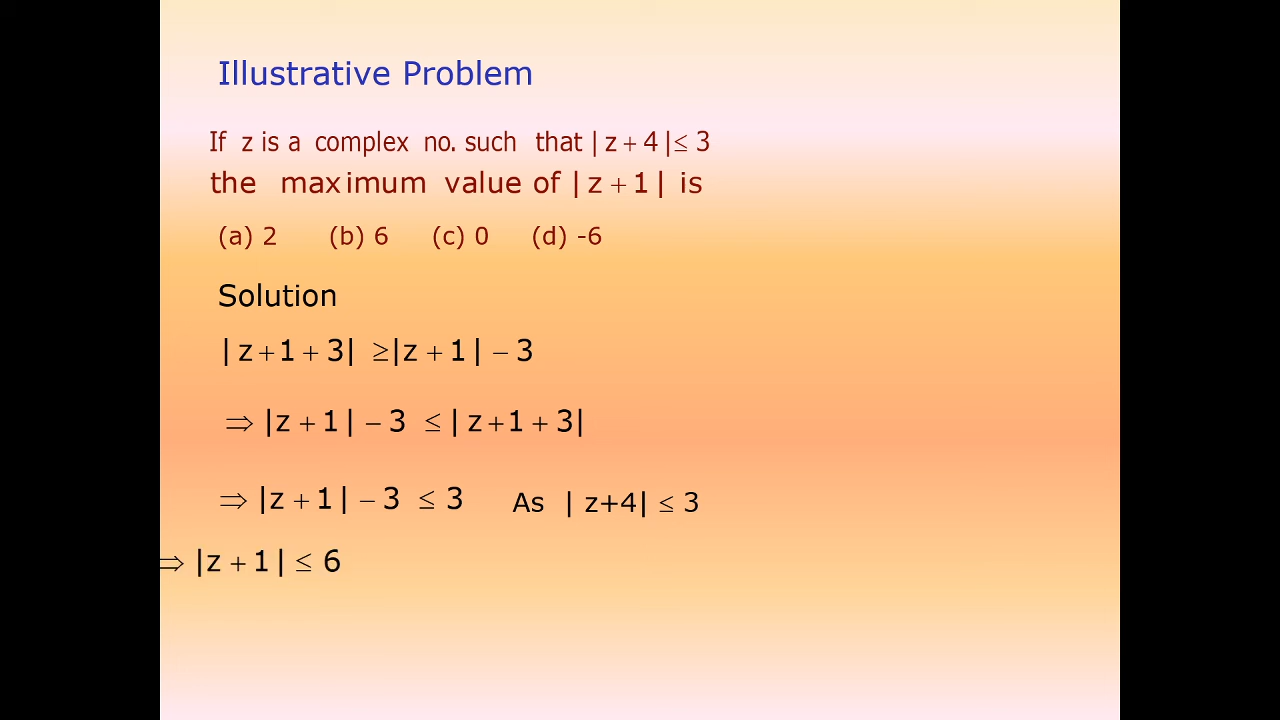 Illustrative Problem
If z is a complex no. such that | z + 4 | ≤ 3
the maximum value of | z + 1 | is
(a) 2 (b) 6 (c) 0 (d) -6
Solution
| z + 1 + 3 | ≥ | z + 1 | − 3
⇒ | z + 1 | − 3 ≤ | z + 1 + 3 |
⇒ | z + 1 | − 3 ≤ 3 As | z+4 | ≤ 3
⇒ | z + 1 | ≤ 6